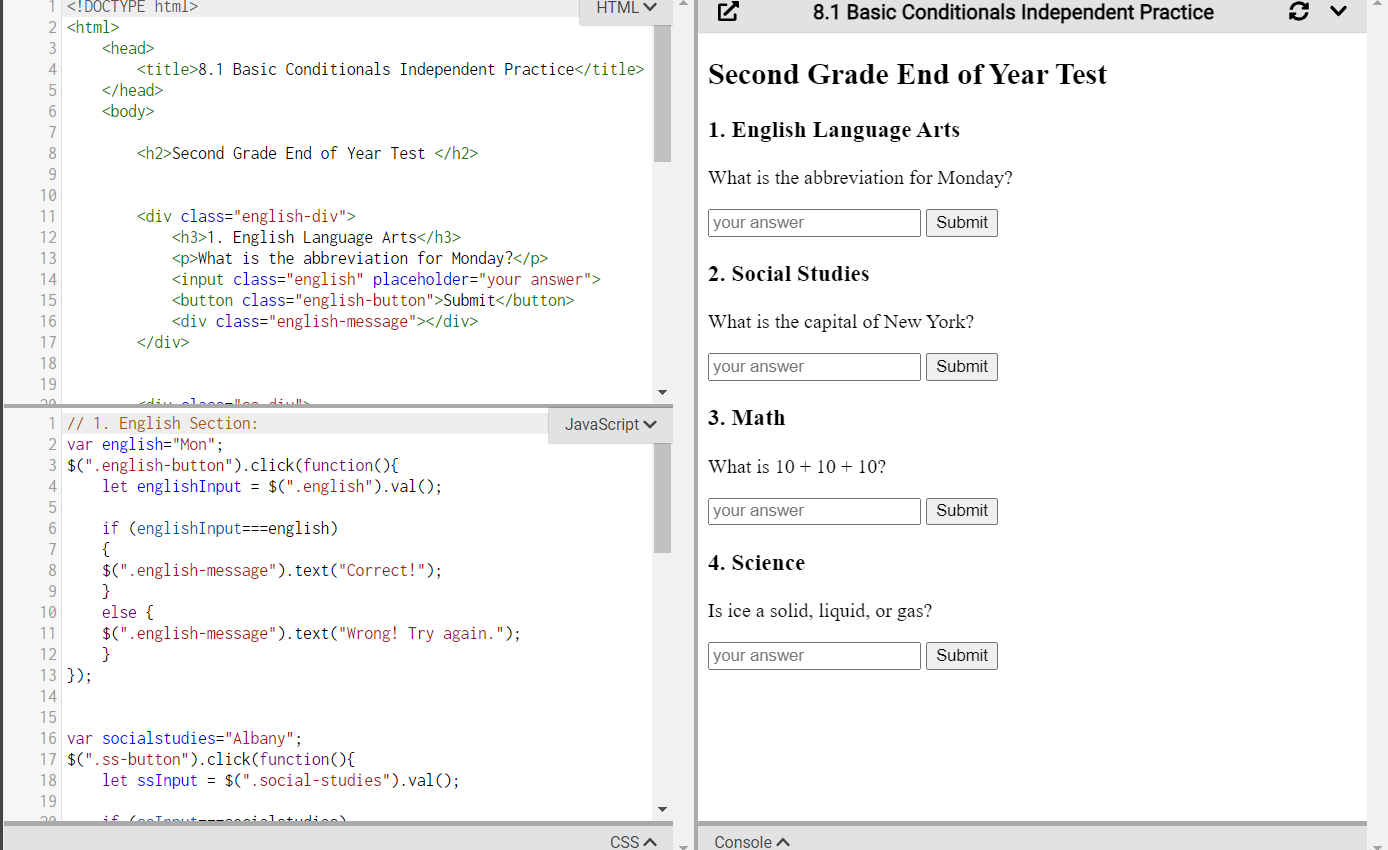 1 <!DOCTYPE html>
HTML
2 <html>
3 <head>
4 <title>8.1 Basic Conditionals Independent Practice</title>
5 </head>
6 <body>
7
8 <h2>Second Grade End of Year Test </h2>
9
10
11 <div class="english-div">
12 <h3>1. English Language Arts</h3>
13 <p>What is the abbreviation for Monday?</p>
14 <input class="english" placeholder="your answer">
15 <button class="english-button">Submit</button>
16 <div class="english-message"></div>
17 </div>
18
19
20 <div class="ss-div">
1 // 1. English Section:
JavaScript
2 var english="Mon";
3 $(".english-button").click(function(){
4 let englishInput = $(".english").val();
5
6 if (englishInput===english)
7 {
8 $(".english-message").text("Correct!");
9 }
10 else {
11 $(".english-message").text("Wrong! Try again.");
12 }
13 });
14
15
16 var socialstudies="Albany";
17 $(".ss-button").click(function(){
18 let ssInput = $(".social-studies").val();
19
20 if (ssInput===socialstudies)
CSS
8.1 Basic Conditionals Independent Practice
Second Grade End of Year Test
1. English Language Arts
What is the abbreviation for Monday?
your answer Submit
2. Social Studies
What is the capital of New York?
your answer Submit
3. Math
What is 10 + 10 + 10?
your answer Submit
4. Science
Is ice a solid, liquid, or gas?
your answer Submit
Console